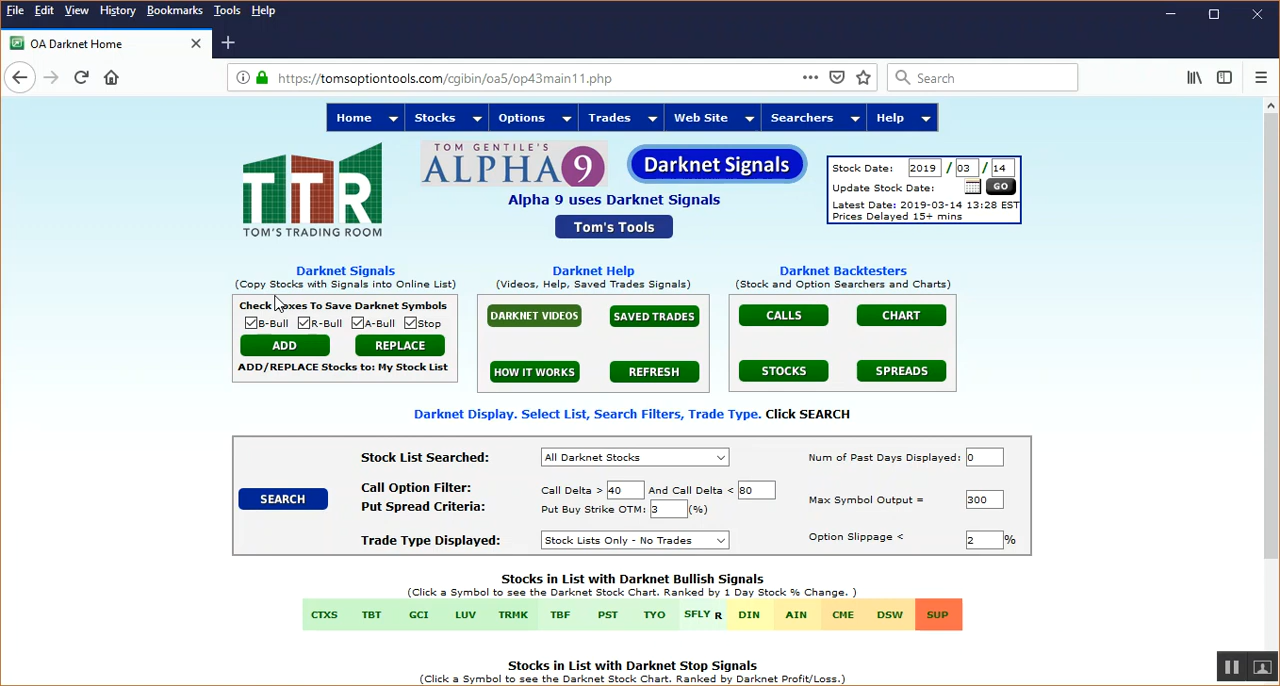 File Edit View History Bookmarks Tools Help
OA Darknet Home
https://tomsoptiontools.com/cgibin/oa5/op43main11.php
Search
Home Stocks Options Trades Web Site Searchers Help
TTR
TOM'S TRADING ROOM
TOM GENTILE'S
ALPHA 9
Darknet Signals
Alpha 9 uses Darknet Signals
Tom's Tools
Stock Date: 2019 / 03 / 14
Update Stock Date: GO
Latest Date: 2019-03-14 13:28 EST
Prices Delayed 15+ mins
Darknet Signals
(Copy Stocks with Signals into Online List)
Check Boxes To Save Darknet Symbols
B-Bull R-Bull A-Bull Stop
ADD REPLACE
ADD/REPLACE Stocks to: My Stock List
Darknet Help
(Videos, Help, Saved Trades Signals)
DARKNET VIDEOS SAVED TRADES
HOW IT WORKS REFRESH
Darknet Backtesters
(Stock and Option Searchers and Charts)
CALLS CHART
STOCKS SPREADS
Darknet Display. Select List, Search Filters, Trade Type. Click SEARCH
SEARCH
Stock List Searched: All Darknet Stocks Num of Past Days Displayed: 0
Call Option Filter: Call Delta > 40 And Call Delta < 80
Max Symbol Output = 300
Put Spread Criteria: Put Buy Strike OTM: 3 (%)
Trade Type Displayed: Stock Lists Only - No Trades Option Slippage < 2 %
Stocks in List with Darknet Bullish Signals
(Click a Symbol to see the Darknet Stock Chart. Ranked by 1 Day Stock % Change. )
CTXS TBT GCI LUV TRMK TBF PST TYO SFLY R DIN AIN CME DSW SUP
Stocks in List with Darknet Stop Signals
(Click a Symbol to see the Darknet Stock Chart. Ranked by Darknet Profit/Loss.)